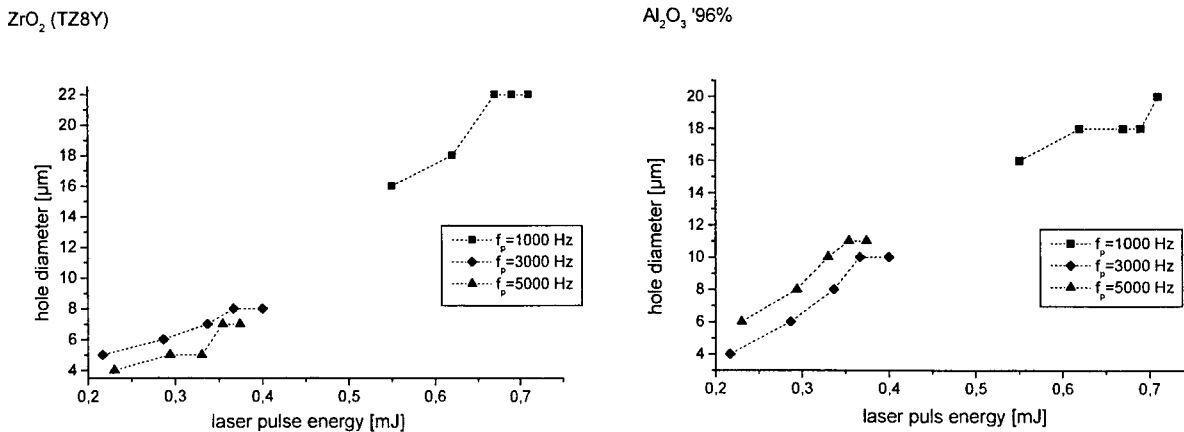 ZrO₂ (TZ8Y)
22
20
18
16
14
12
10
8
6
4
hole diameter [µm]
f_p=1000 Hz
f_p=3000 Hz
f_p=5000 Hz
0,2 0,3 0,4 0,5 0,6 0,7
laser pulse energy [mJ]
Al₂O₃ '96%
20
18
16
14
12
10
8
6
4
hole diameter [µm]
f_p=1000 Hz
f_p=3000 Hz
f_p=5000 Hz
0,2 0,3 0,4 0,5 0,6 0,7
laser puls energy [mJ]